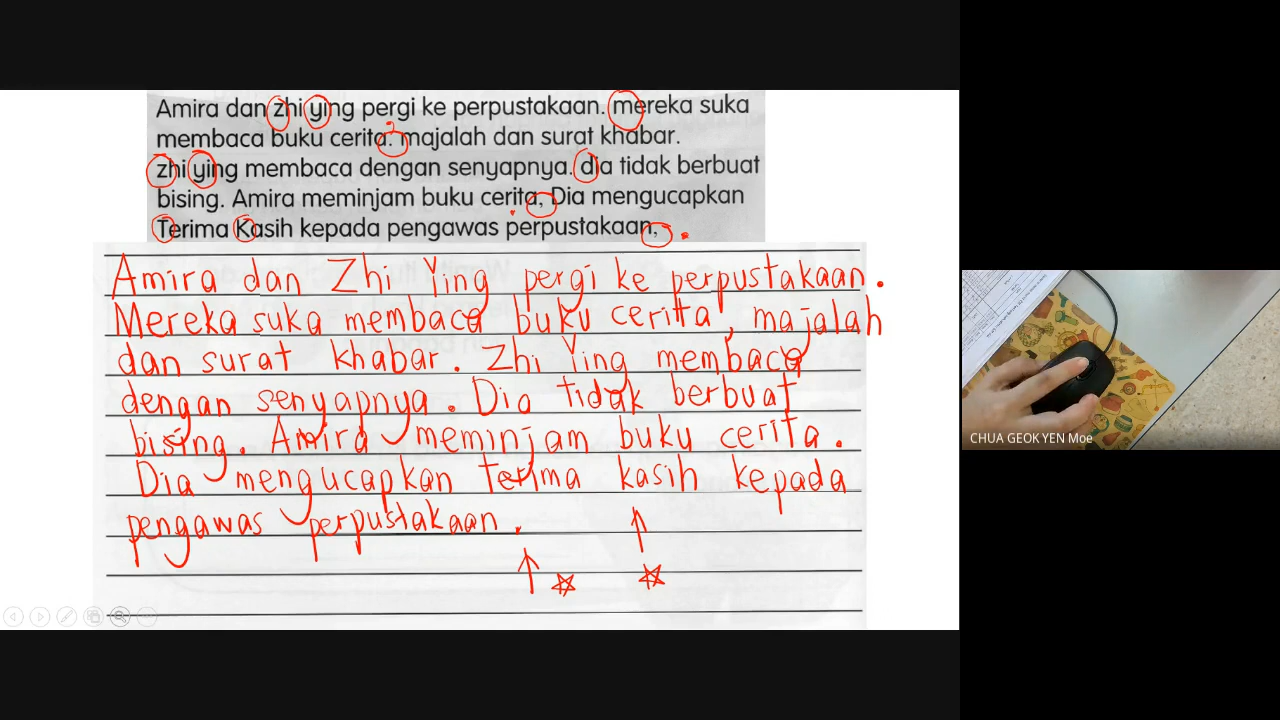 Amira dan zhi ying pergi ke perpustakaan. mereka suka
membaca buku cerita. majalah dan surat khabar.
zhi ying membaca dengan senyapnya. dia tidak berbuat
bising. Amira meminjam buku cerita, Dia mengucapkan
Terima Kasih kepada pengawas perpustakaan,
Amira dan Zhi Ying pergi ke perpustakaan.
Mereka suka membaca buku cerita, majalah
dan surat khabar. Zhi Ying membaca
dengan senyapnya. Dia tidak berbuat
bising. Amira meminjam buku cerita.
Dia mengucapkan terima kasih kepada
pengawas perpustakaan.
CHUA GEOK YEN Moe